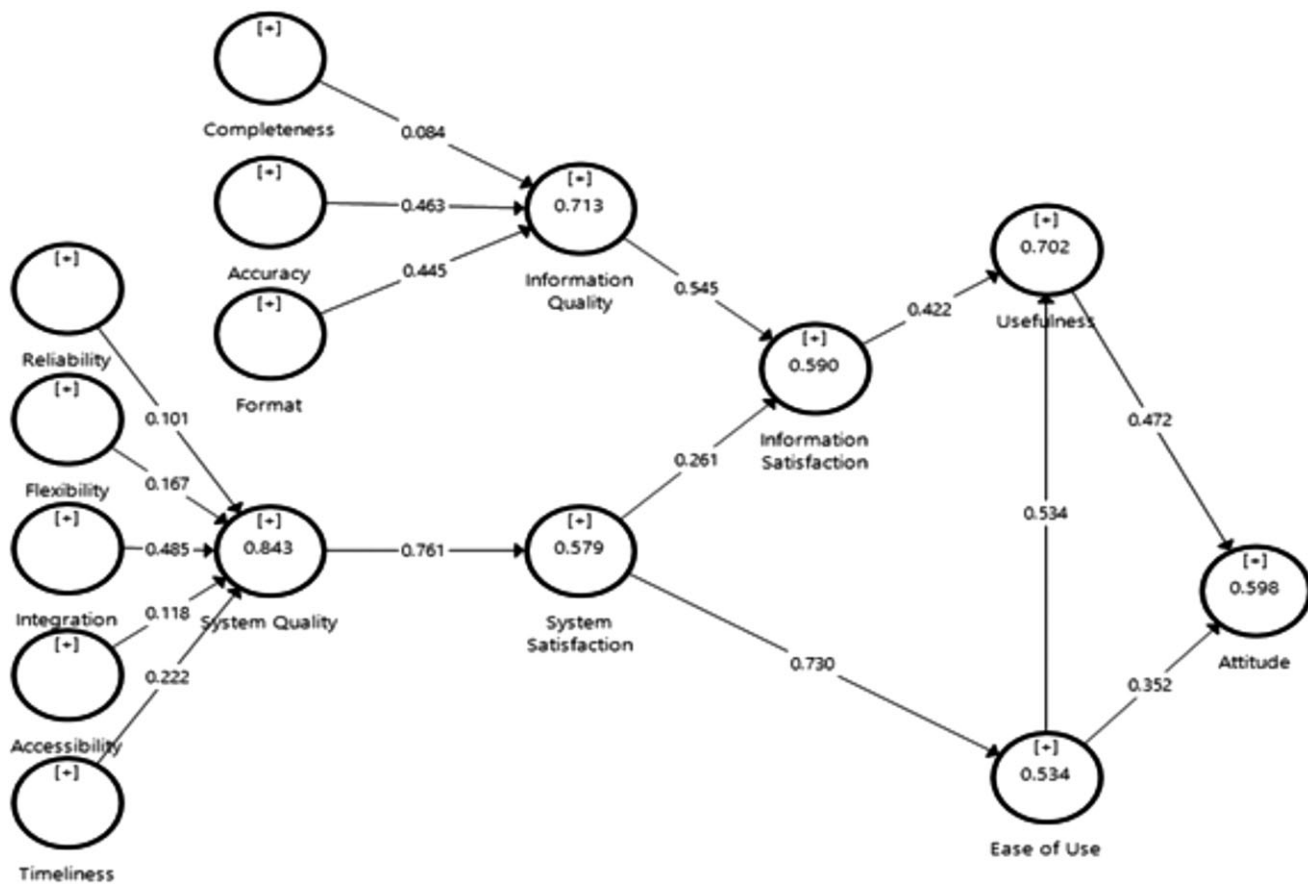 [+]
Completeness
0.084
[+]
Accuracy
0.463
[+]
Format
0.445
[+]
0.713
Information
Quality
0.545
[+]
Reliability
0.101
[+]
Flexibility
0.167
[+]
Integration
0.485
[+]
Accessibility
0.118
[+]
Timeliness
0.222
[+]
0.843
System Quality
0.761
[+]
0.579
System
Satisfaction
0.261
0.730
[+]
0.590
Information
Satisfaction
0.422
[+]
0.702
Usefulness
0.472
0.534
[+]
0.534
Ease of Use
0.352
[+]
0.598
Attitude